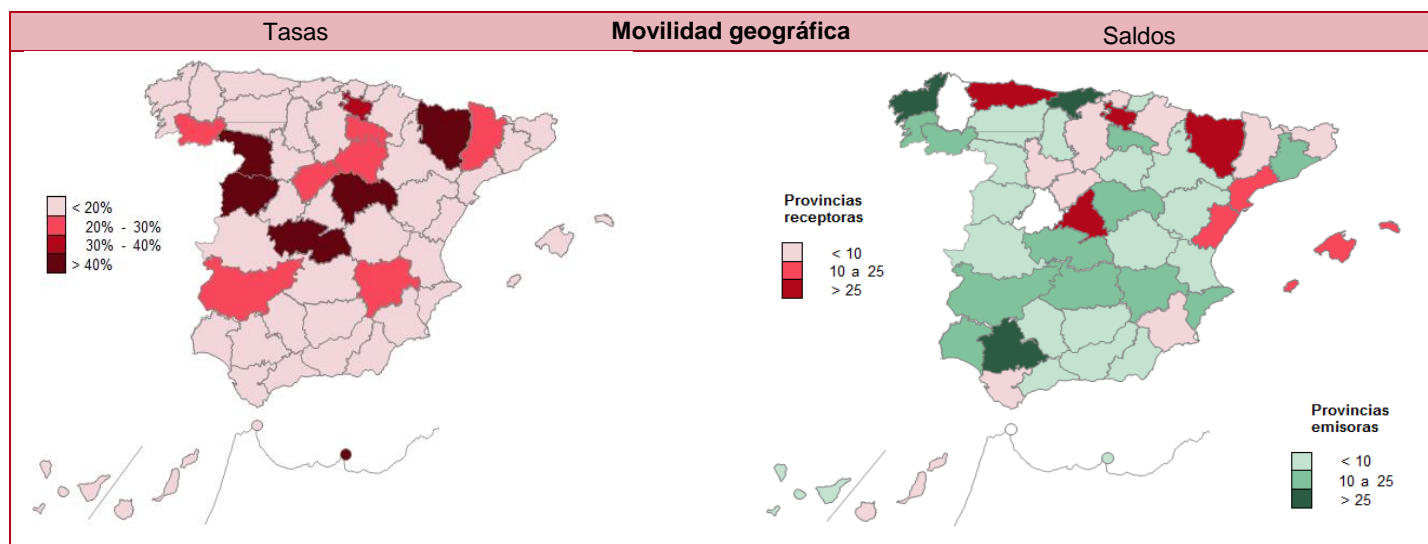 Tasas
Movilidad geográfica
Saldos
< 20%
20% - 30%
30% - 40%
> 40%
Provincias
receptoras
< 10
10 a 25
> 25
Provincias
emisoras
< 10
10 a 25
> 25